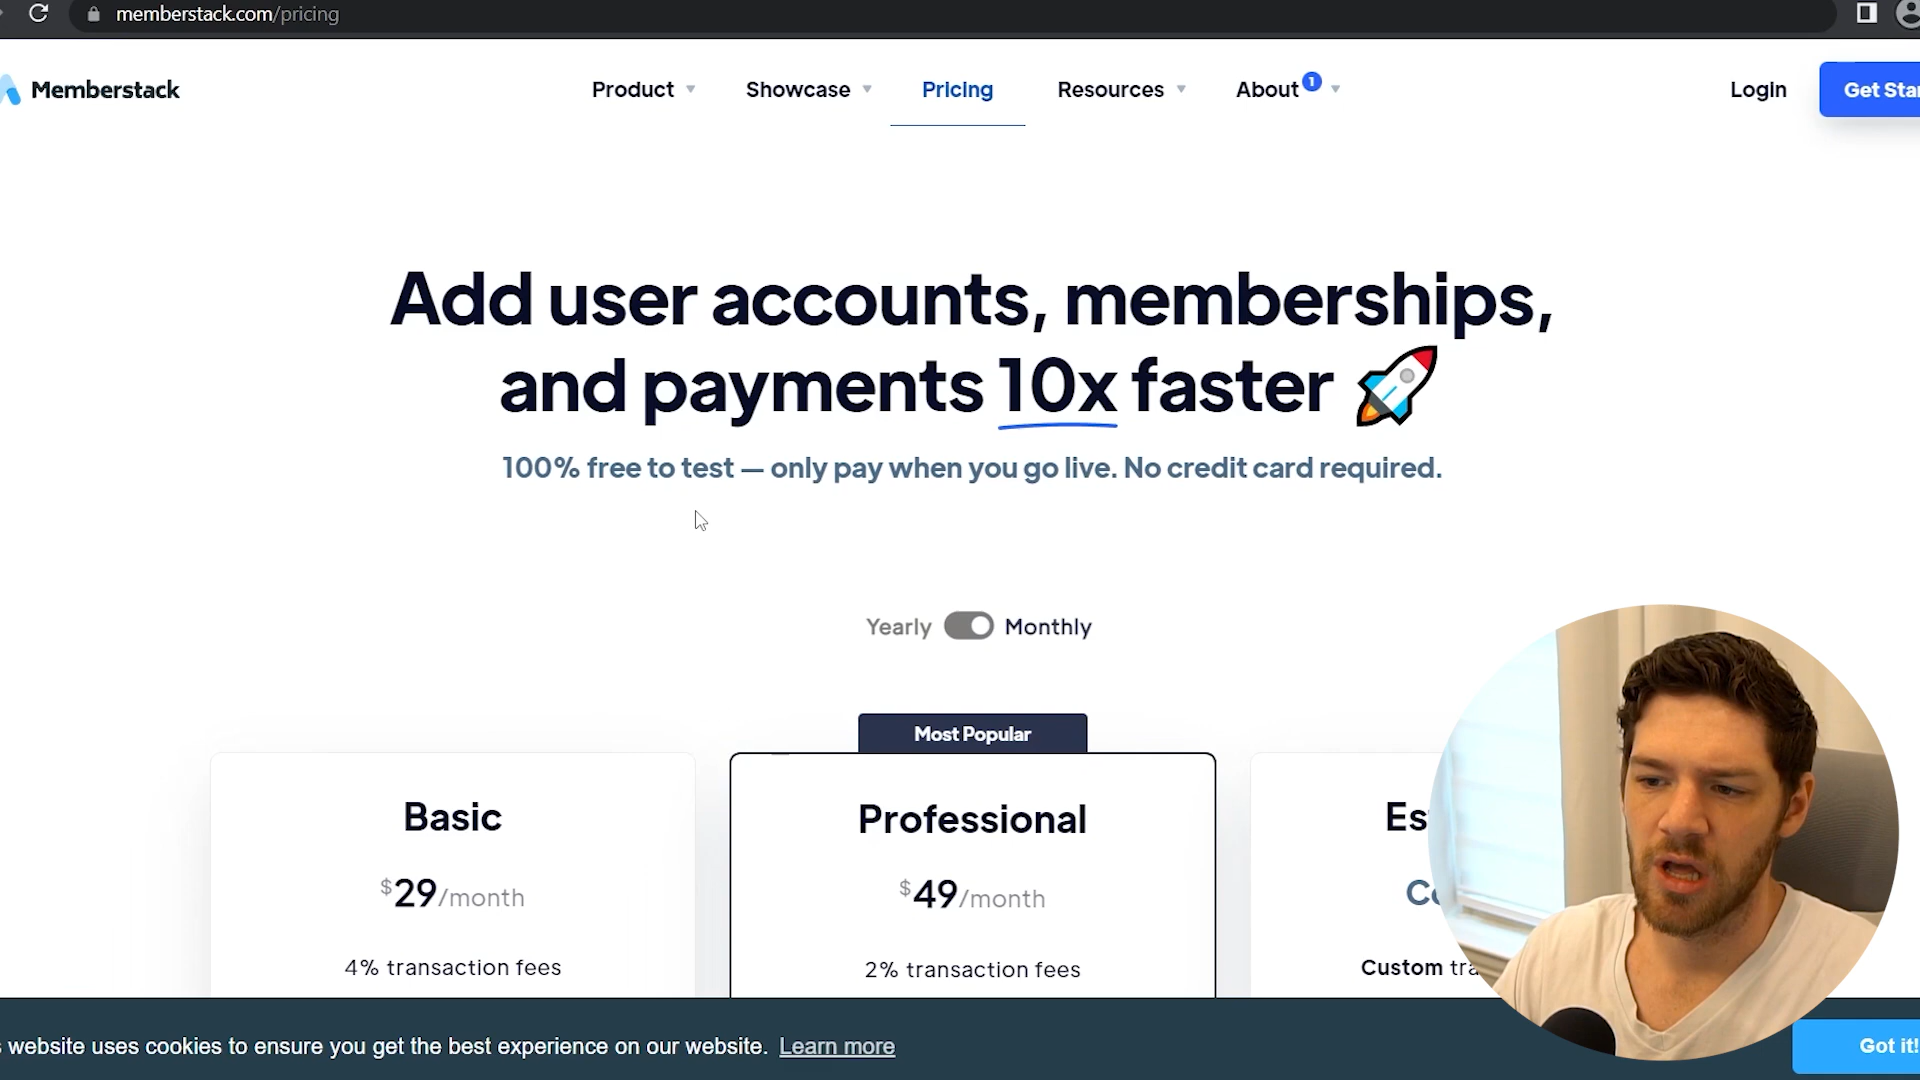 memberstack.com/pricing
Memberstack
Product
Showcase
Pricing
Resources
About
1
Login
Get Sta
Add user accounts, memberships,
and payments 10x faster
100% free to test — only pay when you go live. No credit card required.
Yearly
Monthly
Most Popular
Basic
$29/month
4% transaction fees
Professional
$49/month
2% transaction fees
Es
Co
Custom tra
website uses cookies to ensure you get the best experience on our website. Learn more
Got it!